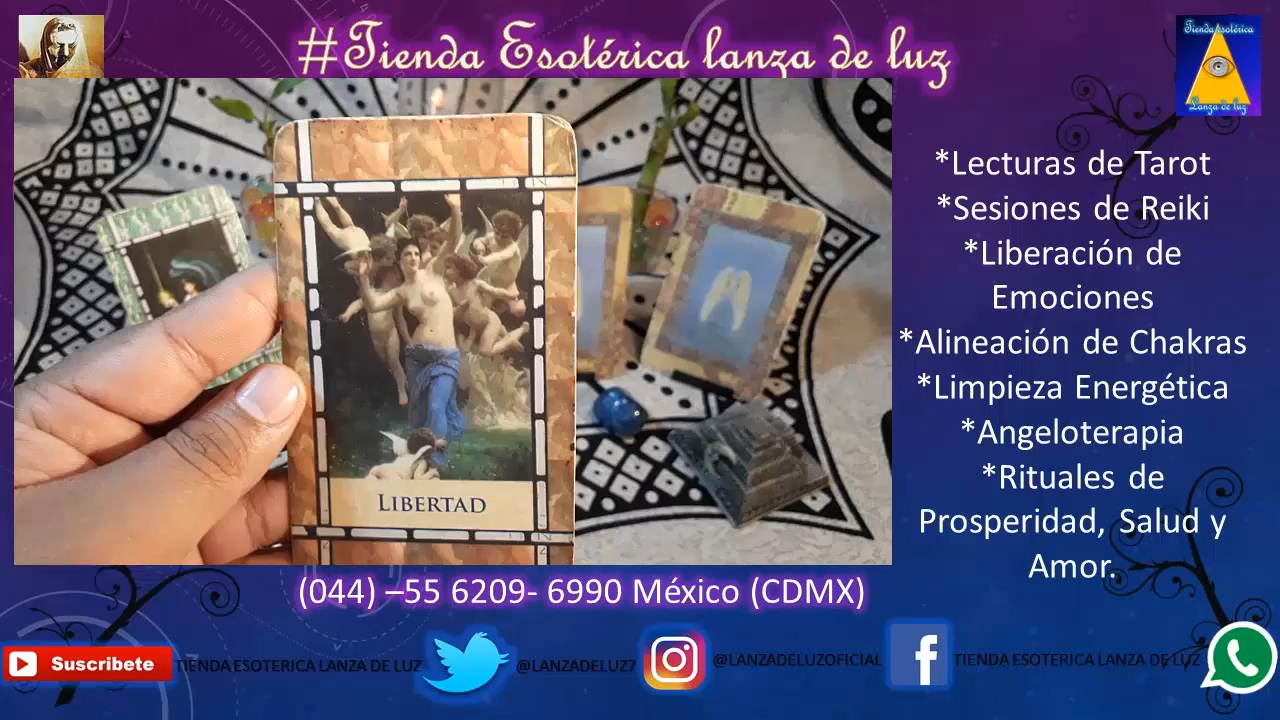 #Tienda Esotérica lanza de luz
Tienda Esotérica
Lanza de luz
LIBERTAD
*Lecturas de Tarot
*Sesiones de Reiki
*Liberación de
Emociones
*Alineación de Chakras
*Limpieza Energética
*Angeloterapia
*Rituales de
Prosperidad, Salud y
Amor.
(044) –55 6209- 6990 México (CDMX)
Suscribete
TIENDA ESOTERICA LANZA DE LUZ
@LANZADELUZ7
@LANZADELUZOFICIAL
TIENDA ESOTERICA LANZA DE LUZ